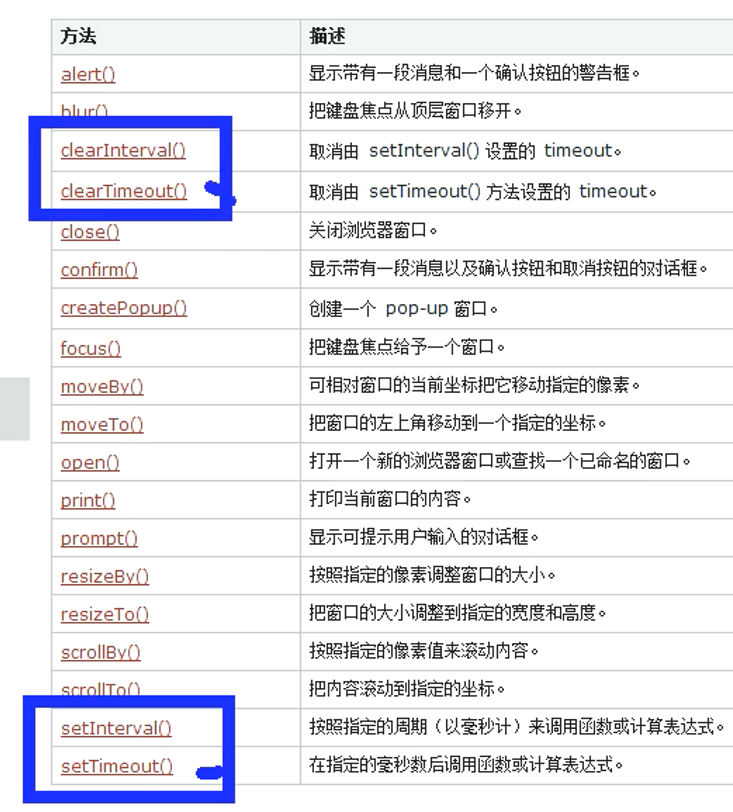 方法 描述
alert() 显示带有一段消息和一个确认按钮的警告框。
blur() 把键盘焦点从顶层窗口移开。
clearInterval() 取消由 setInterval() 设置的 timeout。
clearTimeout() 取消由 setTimeout() 方法设置的 timeout。
close() 关闭浏览器窗口。
confirm() 显示带有一段消息以及确认按钮和取消按钮的对话框。
createPopup() 创建一个 pop-up 窗口。
focus() 把键盘焦点给予一个窗口。
moveBy() 可相对窗口的当前坐标把它移动指定的像素。
moveTo() 把窗口的左上角移动到一个指定的坐标。
open() 打开一个新的浏览器窗口或查找一个已命名的窗口。
print() 打印当前窗口的内容。
prompt() 显示可提示用户输入的对话框。
resizeBy() 按照指定的像素调整窗口的大小。
resizeTo() 把窗口的大小调整到指定的宽度和高度。
scrollBy() 按照指定的像素值来滚动内容。
scrollTo() 把内容滚动到指定的坐标。
setInterval() 按照指定的周期（以毫秒计）来调用函数或计算表达式。
setTimeout() 在指定的毫秒数后调用函数或计算表达式。